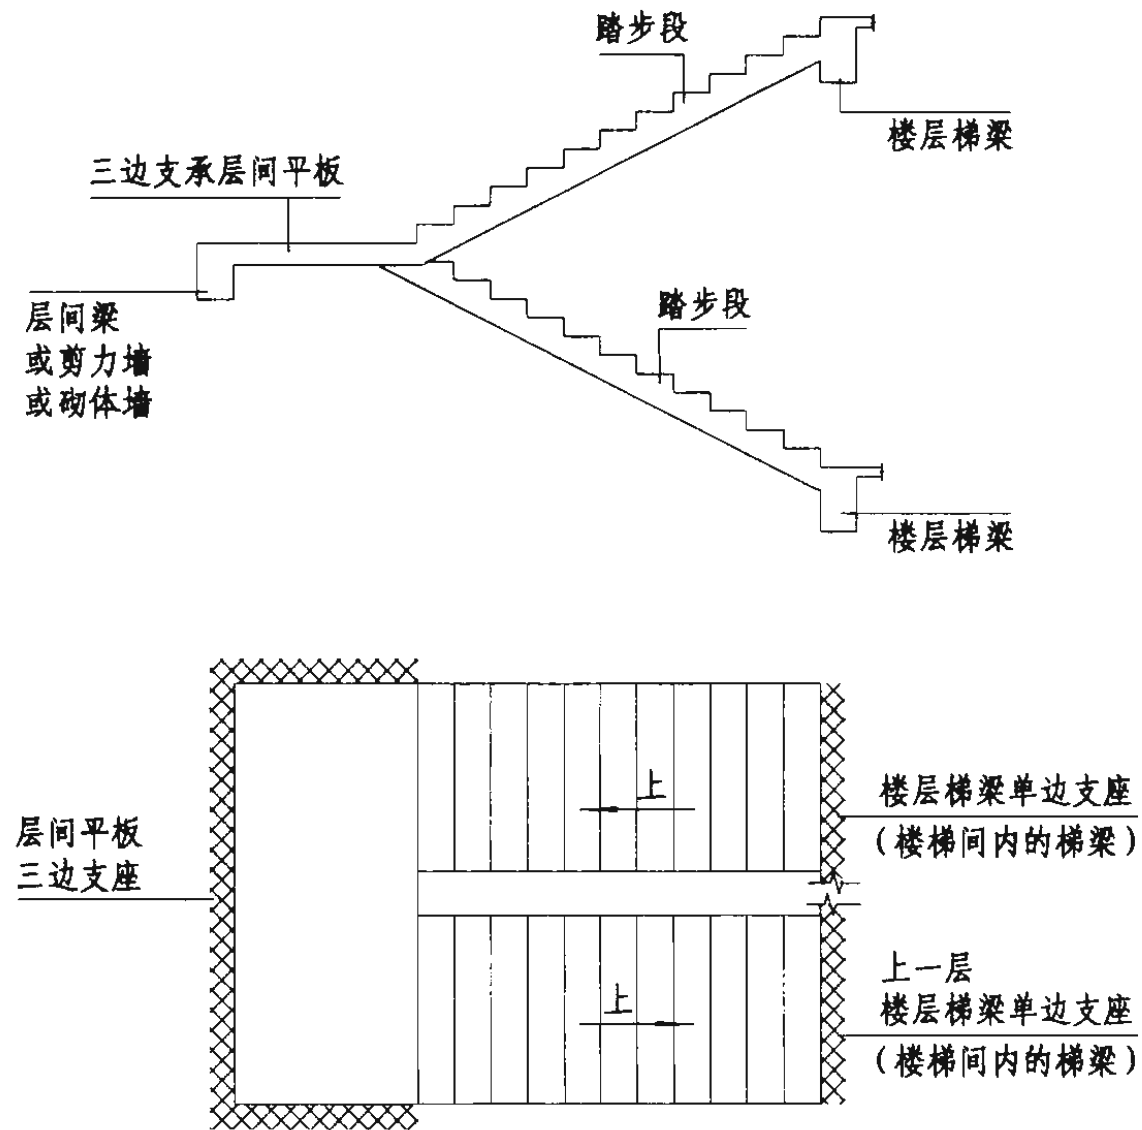 踏步段
楼层梯梁
三边支承层间平板
层间梁
或剪力墙
或砌体墙
踏步段
楼层梯梁
上
楼层梯梁单边支座
(楼梯间内的梯梁)
层间平板
三边支座
上
上一层
楼层梯梁单边支座
(楼梯间内的梯梁)